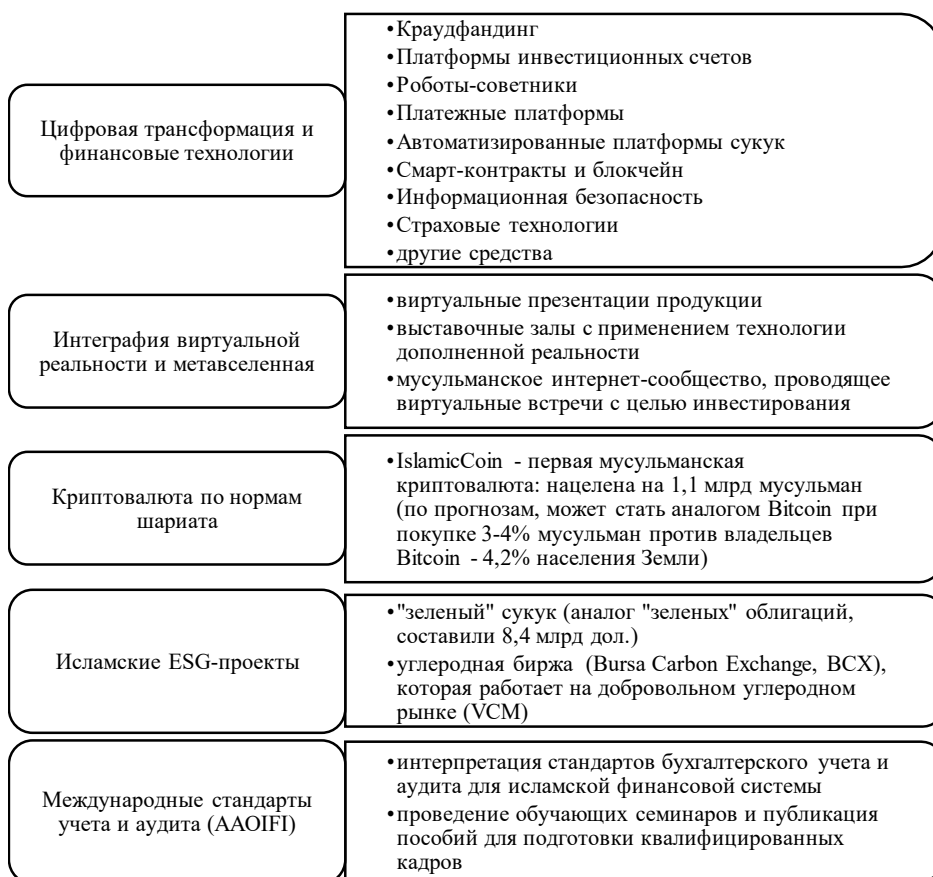 Цифровая трансформация и
финансовые технологии
•Краудфандинг
•Платформы инвестиционных счетов
•Роботы-советники
•Платежные платформы
•Автоматизированные платформы сукук
•Смарт-контракты и блокчейн
•Информационная безопасность
•Страховые технологии
•другие средства
Интеграфия виртуальной
реальности и метавселенная
•виртуальные презентации продукции
•выставочные залы с применением технологии
дополненной реальности
•мусульманское интернет-сообщество, проводящее
виртуальные встречи с целью инвестирования
Криптовалюта по нормам
шариата
•IslamicCoin - первая мусульманская
криптовалюта: нацелена на 1,1 млрд мусульман
(по прогнозам, может стать аналогом Bitcoin при
покупке 3-4% мусульман против владельцев
Bitcoin - 4,2% населения Земли)
Исламские ESG-проекты
•"зеленый" сукук (аналог "зеленых" облигаций,
составили 8,4 млрд дол.)
•углеродная биржа (Bursa Carbon Exchange, BCX),
которая работает на добровольном углеродном
рынке (VCM)
Международные стандарты
учета и аудита (AAOIFI)
•интерпретация стандартов бухгалтерского учета и
аудита для исламской финансовой системы
•проведение обучающих семинаров и публикация
пособий для подготовки квалифицированных
кадров